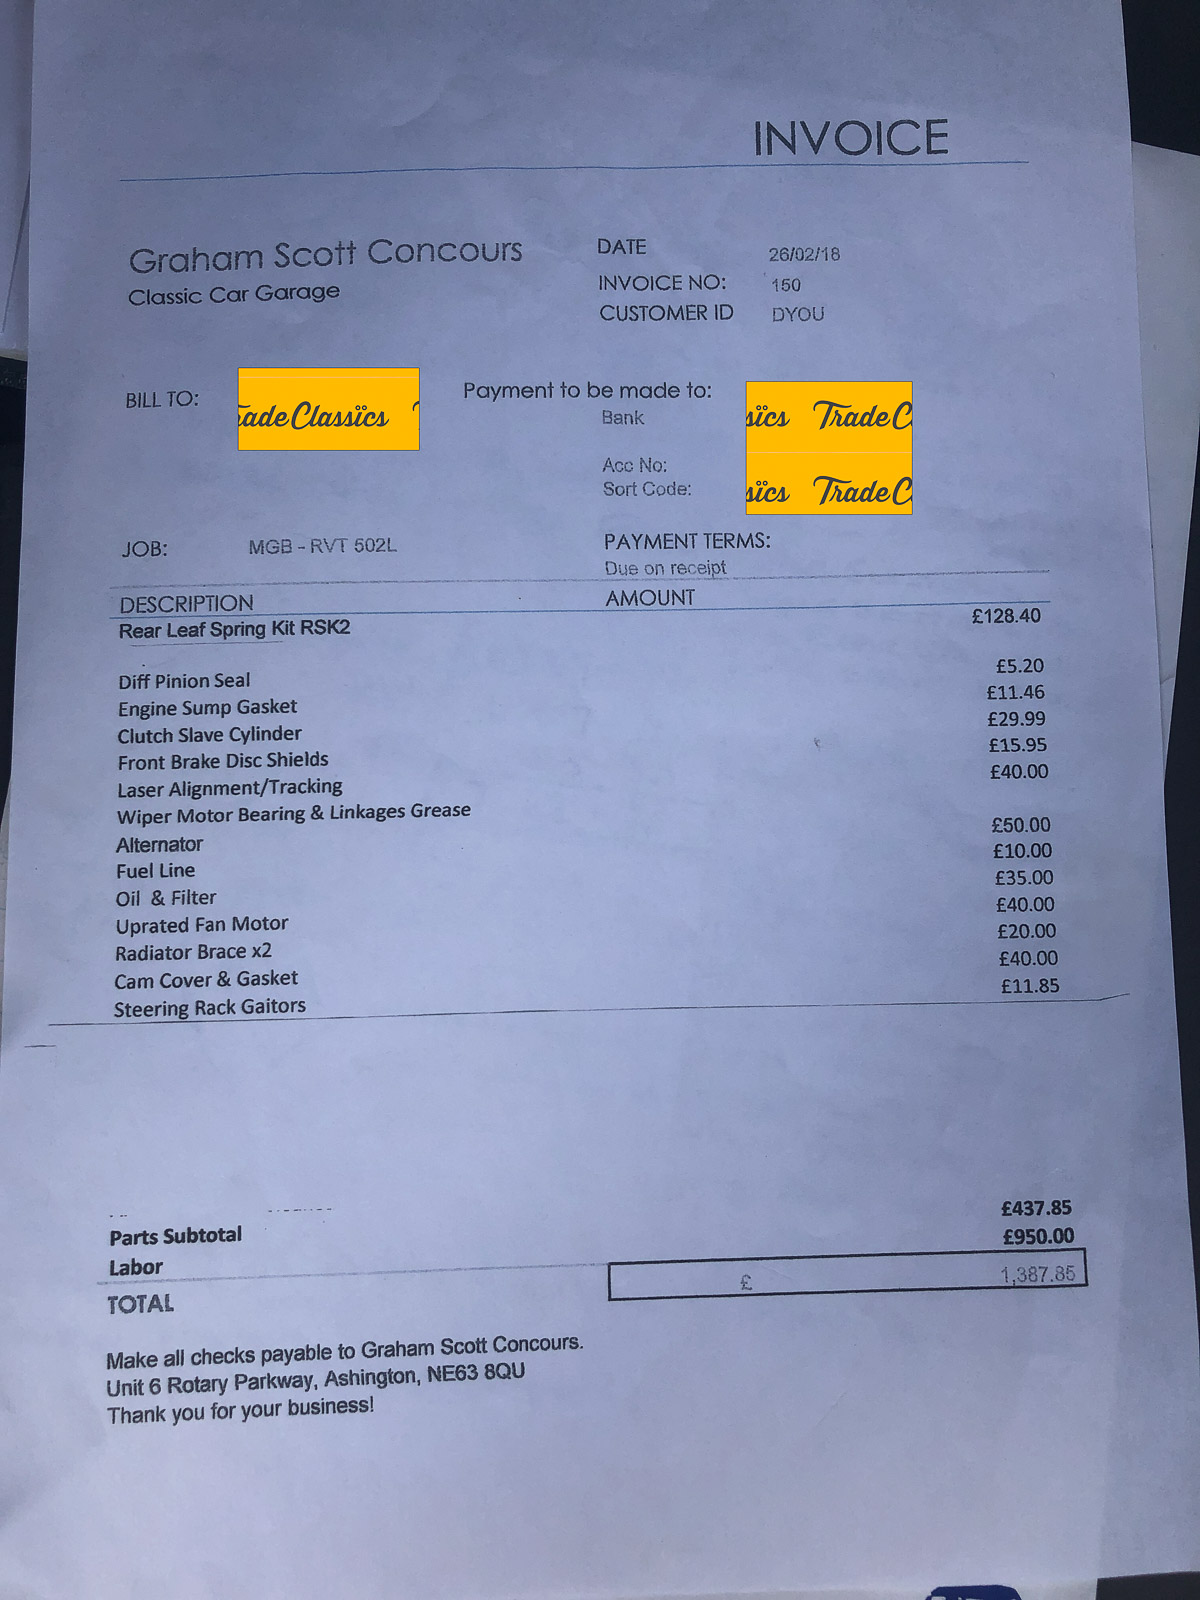 INVOICE
Graham Scott Concours
Classic Car Garage
DATE 26/02/18
INVOICE NO: 150
CUSTOMER ID DYOU
BILL TO:
adeClassïcs
Payment to be made to:
Bank
ïcs TradeC
Acc No:
Sort Code:
ïcs TradeC
JOB: MGB - RVT 502L
PAYMENT TERMS:
Due on receipt
DESCRIPTION AMOUNT
Rear Leaf Spring Kit RSK2 £128.40
Diff Pinion Seal £5.20
Engine Sump Gasket £11.46
Clutch Slave Cylinder £29.99
Front Brake Disc Shields £15.95
Laser Alignment/Tracking £40.00
Wiper Motor Bearing & Linkages Grease
Alternator £50.00
Fuel Line £10.00
Oil & Filter £35.00
Uprated Fan Motor £40.00
Radiator Brace x2 £20.00
Cam Cover & Gasket £40.00
Steering Rack Gaitors £11.85
Parts Subtotal £437.85
Labor £950.00
TOTAL £ 1,387.85
Make all checks payable to Graham Scott Concours.
Unit 6 Rotary Parkway, Ashington, NE63 8QU
Thank you for your business!